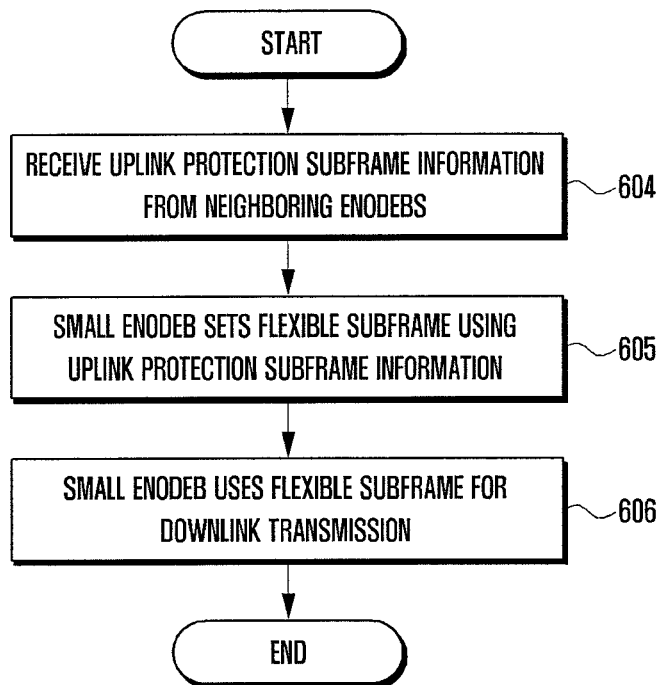 START
RECEIVE UPLINK PROTECTION SUBFRAME INFORMATION
FROM NEIGHBORING ENODEBS
604
SMALL ENODEB SETS FLEXIBLE SUBFRAME USING
UPLINK PROTECTION SUBFRAME INFORMATION
605
SMALL ENODEB USES FLEXIBLE SUBFRAME FOR
DOWNLINK TRANSMISSION
606
END